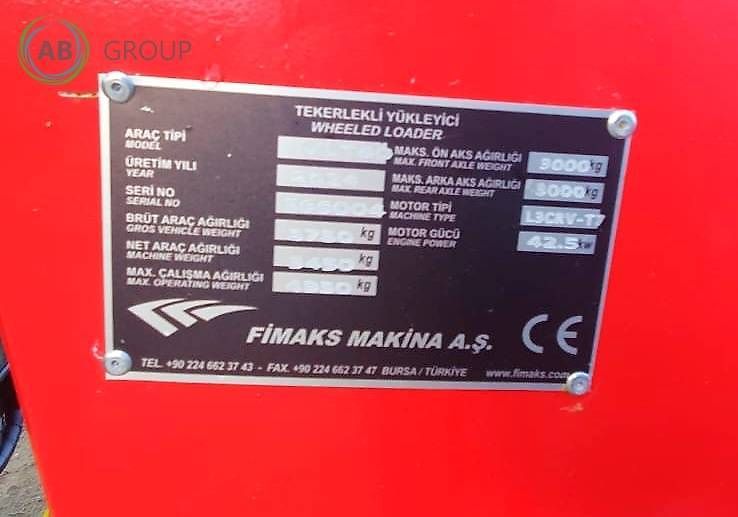 AB GROUP
TEKERLEKLİ YÜKLEYİCİ
WHEELED LOADER
ARAÇ TİPİ
MODEL
ÜRETİM YILI
YEAR
SERİ NO
SERIAL NO
BRÜT ARAÇ AĞIRLIĞI
GROS VEHICLE WEIGHT
kg
NET ARAÇ AĞIRLIĞI
MACHINE WEIGHT
kg
MAX. ÇALIŞMA AĞIRLIĞI
MAX. OPERATING WEIGHT
kg
MAKS. ÖN AKS AĞIRLIĞI
MAX. FRONT AXLE WEIGHT
3000 kg
MAKS. ARKA AKS AĞIRLIĞI
MAX. REAR AXLE WEIGHT
3000 kg
MOTOR TİPİ
MACHINE TYPE
MOTOR GÜCÜ
ENGINE POWER
42.5 kw
FİMAKS MAKİNA A.Ş.
CE
TEL. +90 224 662 37 43 - FAX. +90 224 662 37 47 BURSA / TÜRKİYE
www.fimaks.com